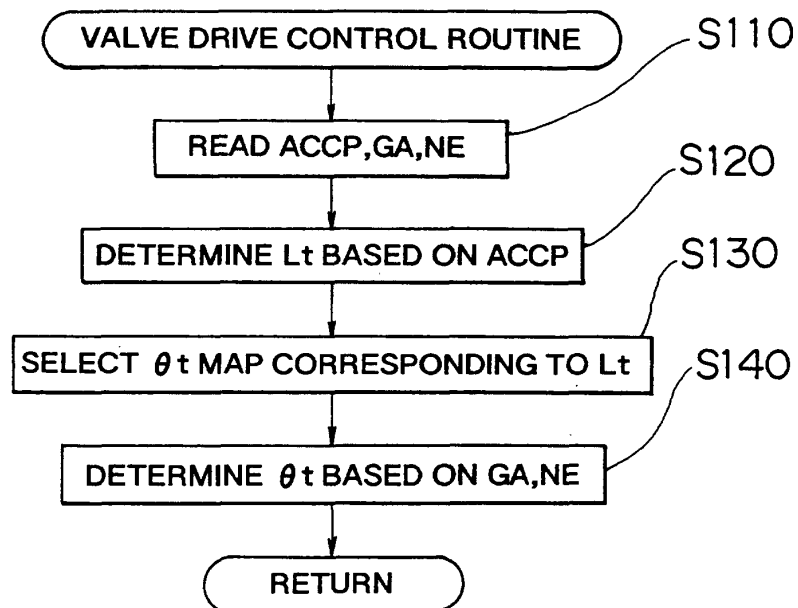 VALVE DRIVE CONTROL ROUTINE
S110
READ ACCP,GA,NE
S120
DETERMINE Lt BASED ON ACCP
S130
SELECT θt MAP CORRESPONDING TO Lt
S140
DETERMINE θt BASED ON GA,NE
RETURN